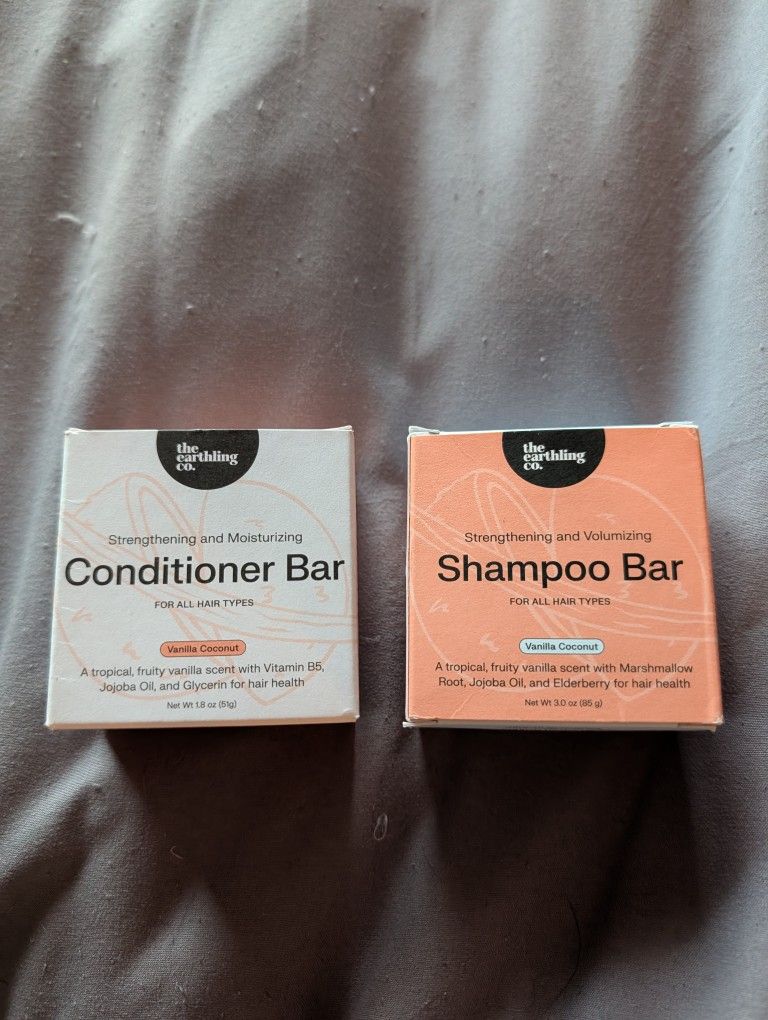 the
earthling
co.
Strengthening and Moisturizing
Conditioner Bar
FOR ALL HAIR TYPES
Vanilla Coconut
A tropical, fruity vanilla scent with Vitamin B5,
Jojoba Oil, and Glycerin for hair health
Net Wt 1.8 oz (51g)
the
earthling
co.
Strengthening and Volumizing
Shampoo Bar
FOR ALL HAIR TYPES
Vanilla Coconut
A tropical, fruity vanilla scent with Marshmallow
Root, Jojoba Oil, and Elderberry for hair health
Net Wt 3.0 oz (85 g)